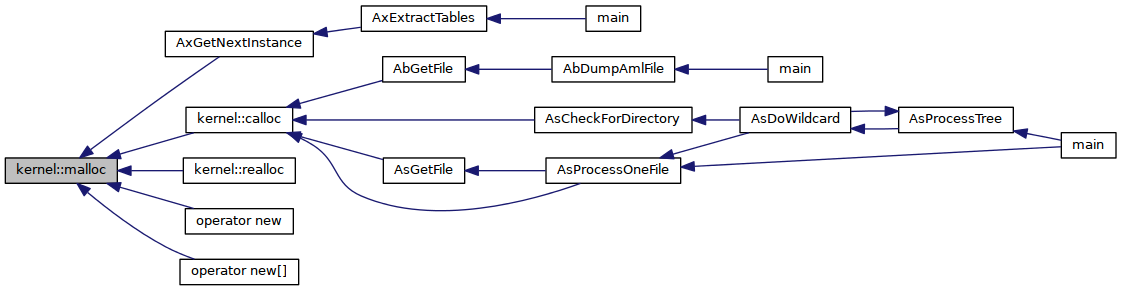 AxExtractTables
main
AxGetNextInstance
AbGetFile
AbDumpAmlFile
main
kernel::calloc
AsCheckForDirectory
AsDoWildcard
AsProcessTree
main
kernel::malloc
kernel::realloc
AsGetFile
AsProcessOneFile
operator new
operator new[]